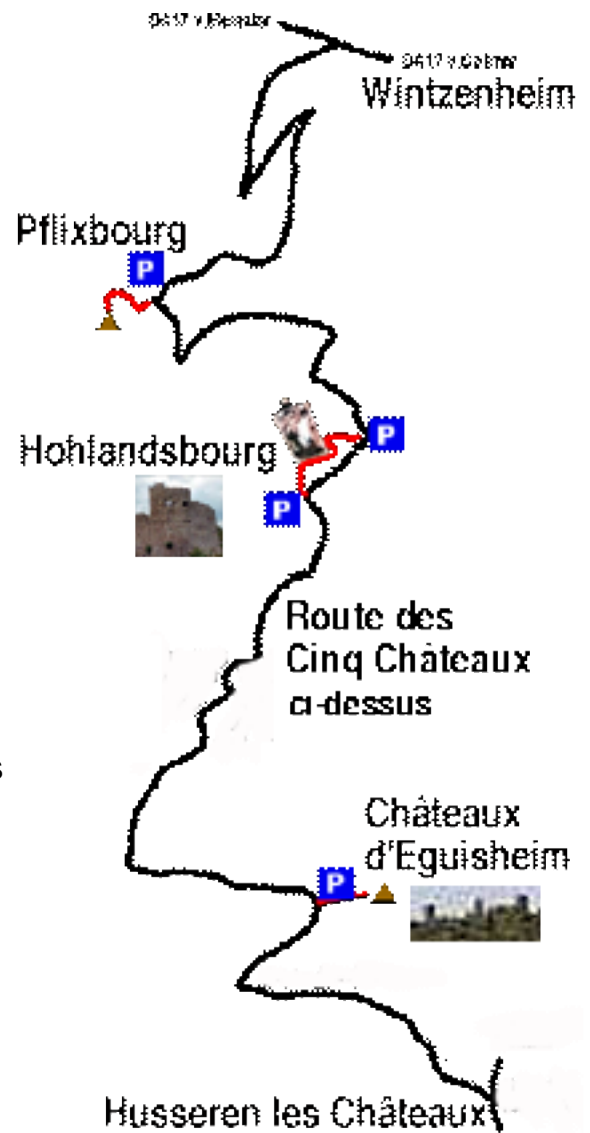 Wintzenheim
Pflixbourg
P
P
Hohlandsbourg
P
Route des
Cinq Châteaux
ci-dessus
s
Châteaux
d'Eguisheim
P
Husseren les Châteaux